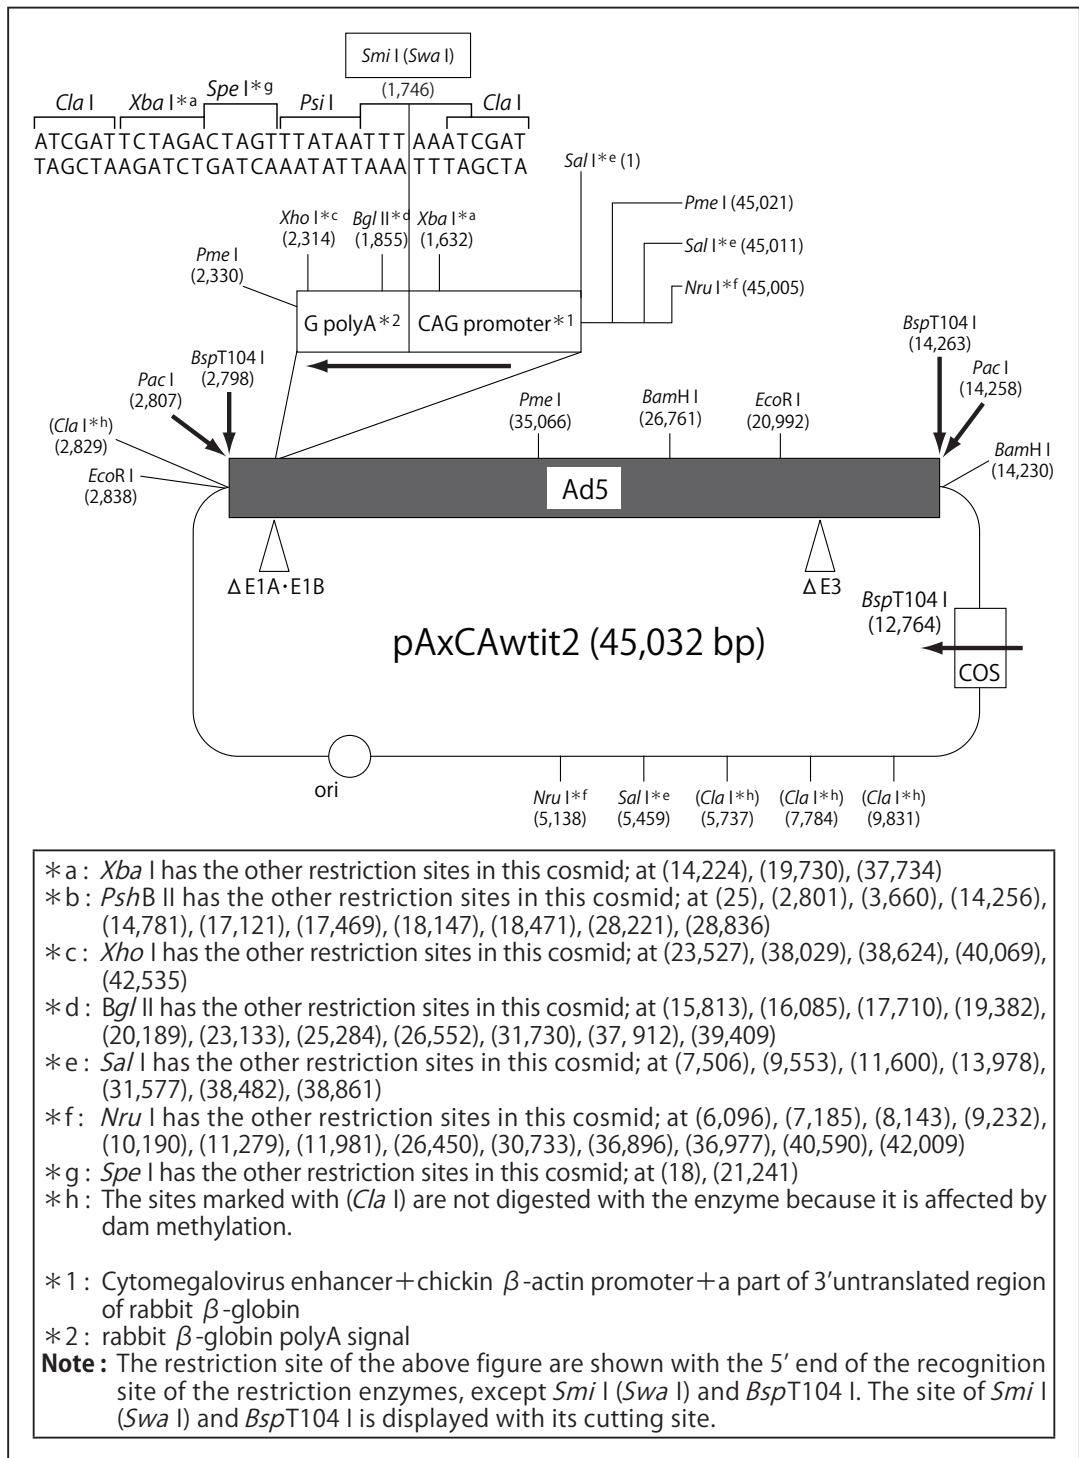 Smi I (Swa I)
(1,746)
Cla I Xba I*a Spe I*g Psi I Cla I
ATCGATTCTAGACTAGTTTATAATTT AAATCGAT
TAGCTAAGATCTGATCAAATATTAAA TTTAGCTA
Sal I*e (1)
Pme I (45,021)
Sal I*e (45,011)
Nru I*f (45,005)
Xho I*c
(2,314)
Bgl II*d
(1,855)
Xba I*a
(1,632)
Pme I
(2,330)
G polyA*2
CAG promoter*1
BspT104 I
(2,798)
Pac I
(2,807)
(Cla I*h)
(2,829)
EcoR I
(2,838)
Pme I
(35,066)
BamH I
(26,761)
EcoR I
(20,992)
BspT104 I
(14,263)
Pac I
(14,258)
BamH I
(14,230)
Ad5
Δ E1A・E1B
Δ E3
BspT104 I
(12,764)
COS
pAxCAwtit2 (45,032 bp)
ori
Nru I*f
(5,138)
Sal I*e
(5,459)
(Cla I*h)
(5,737)
(Cla I*h)
(7,784)
(Cla I*h)
(9,831)
*a : Xba I has the other restriction sites in this cosmid; at (14,224), (19,730), (37,734)
*b : PshB II has the other restriction sites in this cosmid; at (25), (2,801), (3,660), (14,256),
(14,781), (17,121), (17,469), (18,147), (18,471), (28,221), (28,836)
*c : Xho I has the other restriction sites in this cosmid; at (23,527), (38,029), (38,624), (40,069),
(42,535)
*d : Bgl II has the other restriction sites in this cosmid; at (15,813), (16,085), (17,710), (19,382),
(20,189), (23,133), (25,284), (26,552), (31,730), (37, 912), (39,409)
*e : Sal I has the other restriction sites in this cosmid; at (7,506), (9,553), (11,600), (13,978),
(31,577), (38,482), (38,861)
*f : Nru I has the other restriction sites in this cosmid; at (6,096), (7,185), (8,143), (9,232),
(10,190), (11,279), (11,981), (26,450), (30,733), (36,896), (36,977), (40,590), (42,009)
*g : Spe I has the other restriction sites in this cosmid; at (18), (21,241)
*h : The sites marked with (Cla I) are not digested with the enzyme because it is affected by
dam methylation.
*1 : Cytomegalovirus enhancer+chickin β-actin promoter+a part of 3’untranslated region
of rabbit β-globin
*2 : rabbit β-globin polyA signal
Note : The restriction site of the above figure are shown with the 5’ end of the recognition
site of the restriction enzymes, except Smi I (Swa I) and BspT104 I. The site of Smi I
(Swa I) and BspT104 I is displayed with its cutting site.